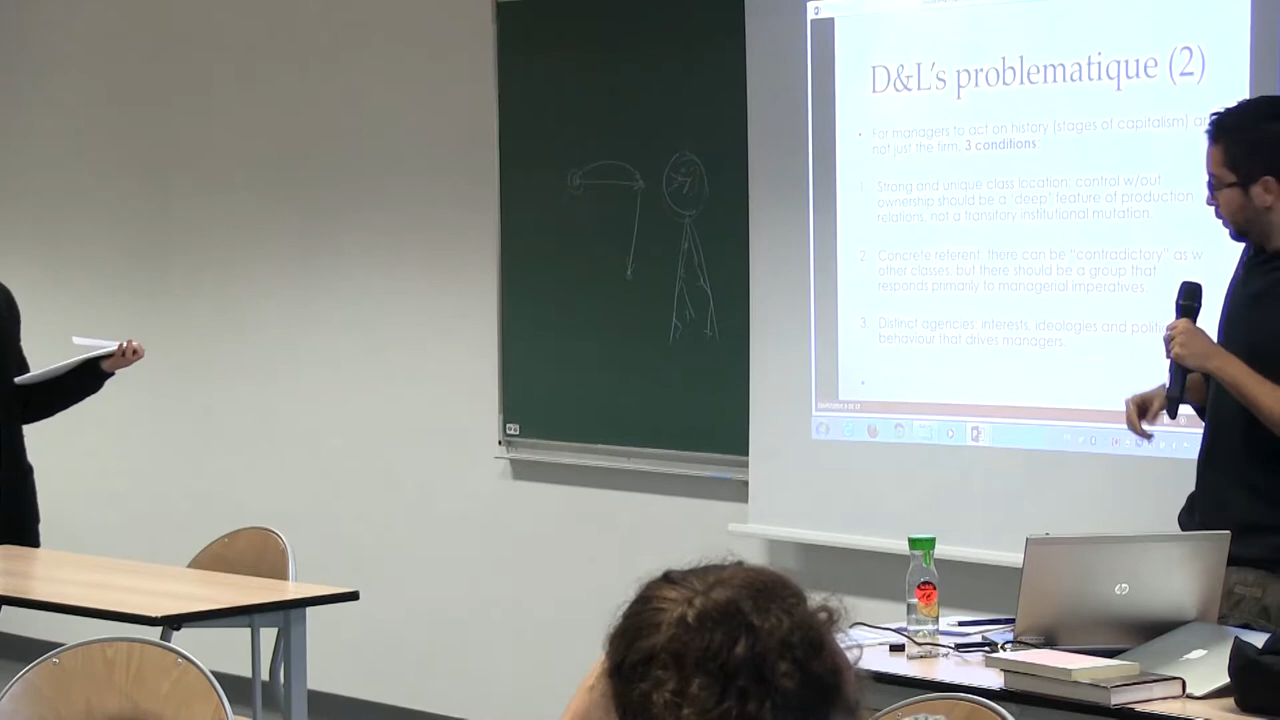 D&L's problematique (2)
• For managers to act on history (stages of capitalism) an
not just the firm, 3 conditions:
1. Strong and unique class location: control w/out
ownership should be a 'deep' feature of production
relations, not a transitory institutional mutation.
2. Concrete referent: there can be "contradictory" as w
other classes, but there should be a group that
responds primarily to managerial imperatives.
3. Distinct agencies: interests, ideologies and politi
behaviour that drives managers.
hp